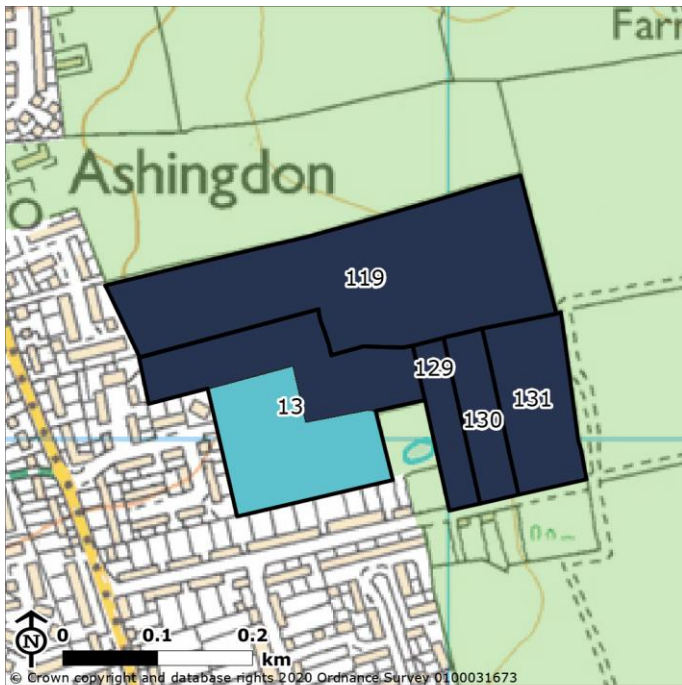 Farr
Ashingdon
119
129
13
131
130
N
0 0.1 0.2
km
© Crown copyright and database rights 2020 Ordnance Survey 0100031673